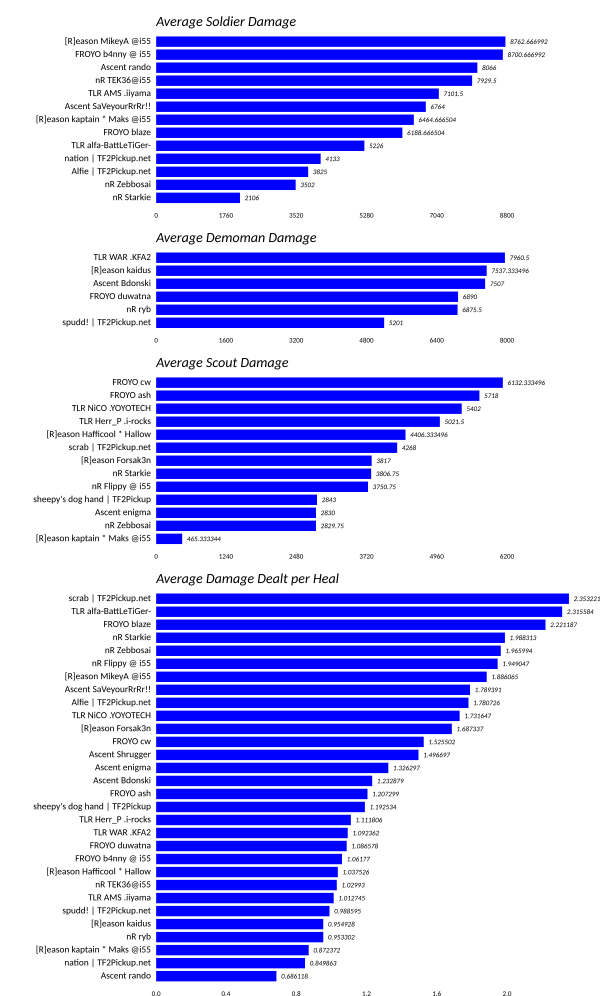 Average Soldier Damage
[R]eason MikeyA @i55 8762.666992
FROYO b4nny @ i55 8700.666992
Ascent rando 8066
nR TEK36@i55 7929.5
TLR AMS .iiyama 7101.5
Ascent SaVeyourRrRr!! 6764
[R]eason kaptain * Maks @i55 6464.666504
FROYO blaze 6188.666504
TLR alfa-BattLeTiGer- 5226
nation | TF2Pickup.net 4133
Alfie | TF2Pickup.net 3825
nR Zebbosai 3502
nR Starkie 2106
0 1760 3520 5280 7040 8800
Average Demoman Damage
TLR WAR .KFA2 7960.5
[R]eason kaidus 7537.333496
Ascent Bdonski 7507
FROYO duwatna 6890
nR ryb 6875.5
spudd! | TF2Pickup.net 5201
0 1600 3200 4800 6400 8000
Average Scout Damage
FROYO cw 6132.333496
FROYO ash 5718
TLR NiCO .YOYOTECH 5402
TLR Herr_P .i-rocks 5021.5
[R]eason Hafficool * Hallow 4406.333496
scrab | TF2Pickup.net 4268
[R]eason Forsak3n 3817
nR Starkie 3806.75
nR Flippy @ i55 3750.75
sheepy's dog hand | TF2Pickup 2843
Ascent enigma 2830
nR Zebbosai 2829.75
[R]eason kaptain * Maks @i55 465.333344
0 1240 2480 3720 4960 6200
Average Damage Dealt per Heal
scrab | TF2Pickup.net 2.353221
TLR alfa-BattLeTiGer- 2.315584
FROYO blaze 2.221187
nR Starkie 1.988313
nR Zebbosai 1.965994
nR Flippy @ i55 1.949047
[R]eason MikeyA @i55 1.886065
Ascent SaVeyourRrRr!! 1.789391
Alfie | TF2Pickup.net 1.780726
TLR NiCO .YOYOTECH 1.731647
[R]eason Forsak3n 1.687337
FROYO cw 1.525502
Ascent Shrugger 1.496697
Ascent enigma 1.326297
Ascent Bdonski 1.232879
FROYO ash 1.207299
sheepy's dog hand | TF2Pickup 1.192534
TLR Herr_P .i-rocks 1.111806
TLR WAR .KFA2 1.092362
FROYO duwatna 1.086578
FROYO b4nny @ i55 1.06177
[R]eason Hafficool * Hallow 1.037526
nR TEK36@i55 1.02993
TLR AMS .iiyama 1.012745
spudd! | TF2Pickup.net 0.988595
[R]eason kaidus 0.954928
nR ryb 0.953302
[R]eason kaptain * Maks @i55 0.872372
nation | TF2Pickup.net 0.849863
Ascent rando 0.686118
0.0 0.4 0.8 1.2 1.6 2.0